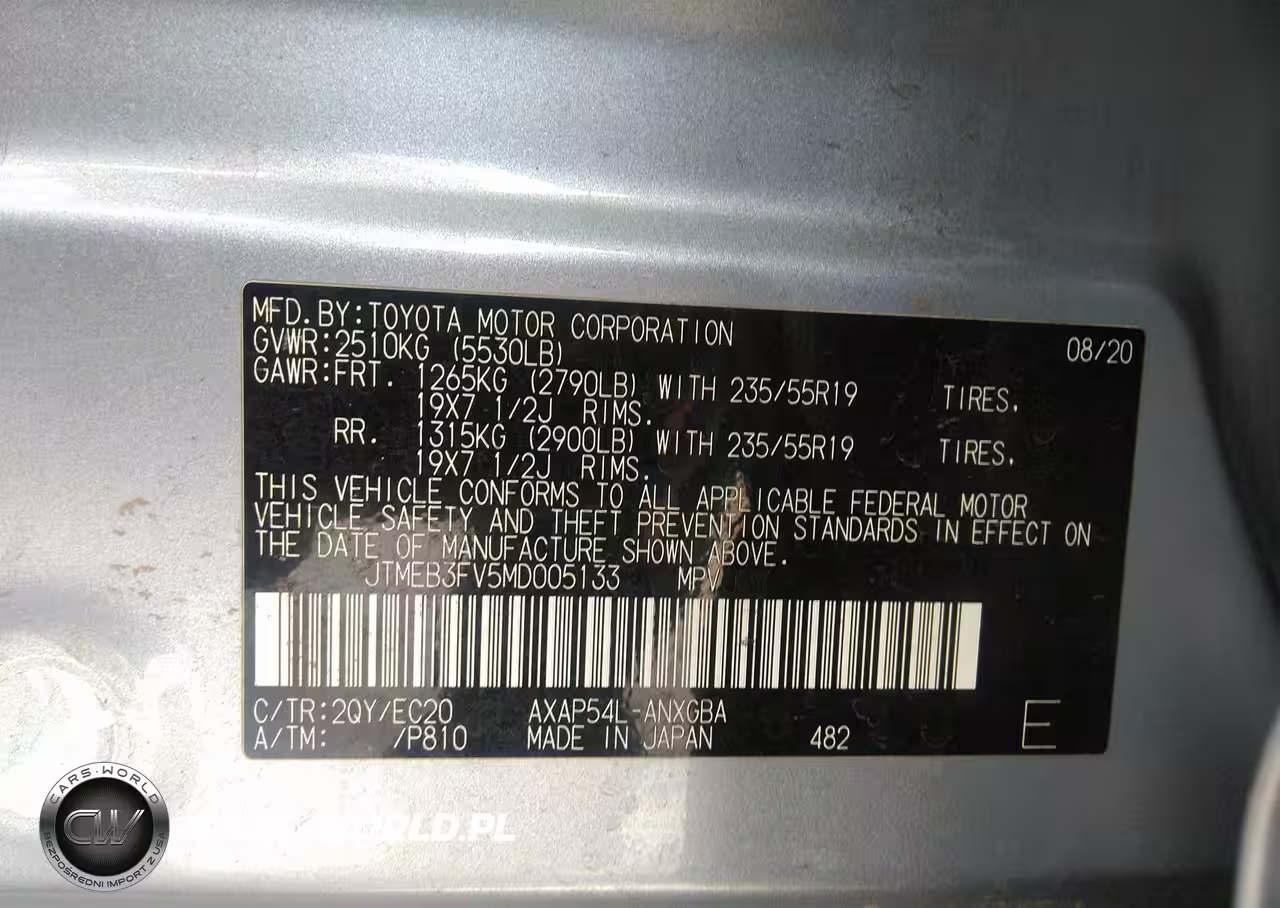 MFD. BY: TOYOTA MOTOR CORPORATION 08/20
GVWR: 2510KG (5530LB)
GAWR: FRT. 1265KG (2790LB) WITH 235/55R19 TIRES.
19X7 1/2J RIMS.
RR. 1315KG (2900LB) WITH 235/55R19 TIRES.
19X7 1/2J RIMS.
THIS VEHICLE CONFORMS TO ALL APPLICABLE FEDERAL MOTOR
VEHICLE SAFETY AND THEFT PREVENTION STANDARDS IN EFFECT ON
THE DATE OF MANUFACTURE SHOWN ABOVE.
JTMEB3FV5MD005133 MPV
C/TR: 2QY/EC20 AXAP54L-ANXGBA
A/TM: /P810 MADE IN JAPAN 482 E
CARS-WORLD
CW
BEZPOŚREDNI IMPORT Z USA
WORLD.PL